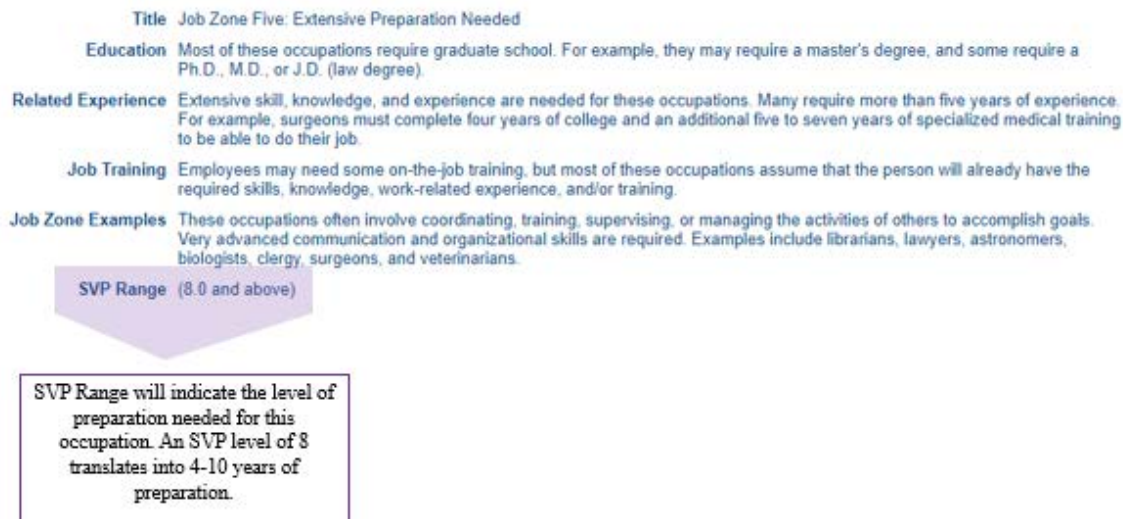 Title Job Zone Five: Extensive Preparation Needed
Education Most of these occupations require graduate school. For example, they may require a master's degree, and some require a
Ph.D., M.D., or J.D. (law degree).
Related Experience Extensive skill, knowledge, and experience are needed for these occupations. Many require more than five years of experience.
For example, surgeons must complete four years of college and an additional five to seven years of specialized medical training
to be able to do their job.
Job Training Employees may need some on-the-job training, but most of these occupations assume that the person will already have the
required skills, knowledge, work-related experience, and/or training.
Job Zone Examples These occupations often involve coordinating, training, supervising, or managing the activities of others to accomplish goals.
Very advanced communication and organizational skills are required. Examples include librarians, lawyers, astronomers,
biologists, clergy, surgeons, and veterinarians.
SVP Range (8.0 and above)
SVP Range will indicate the level of
preparation needed for this
occupation. An SVP level of 8
translates into 4-10 years of
preparation.